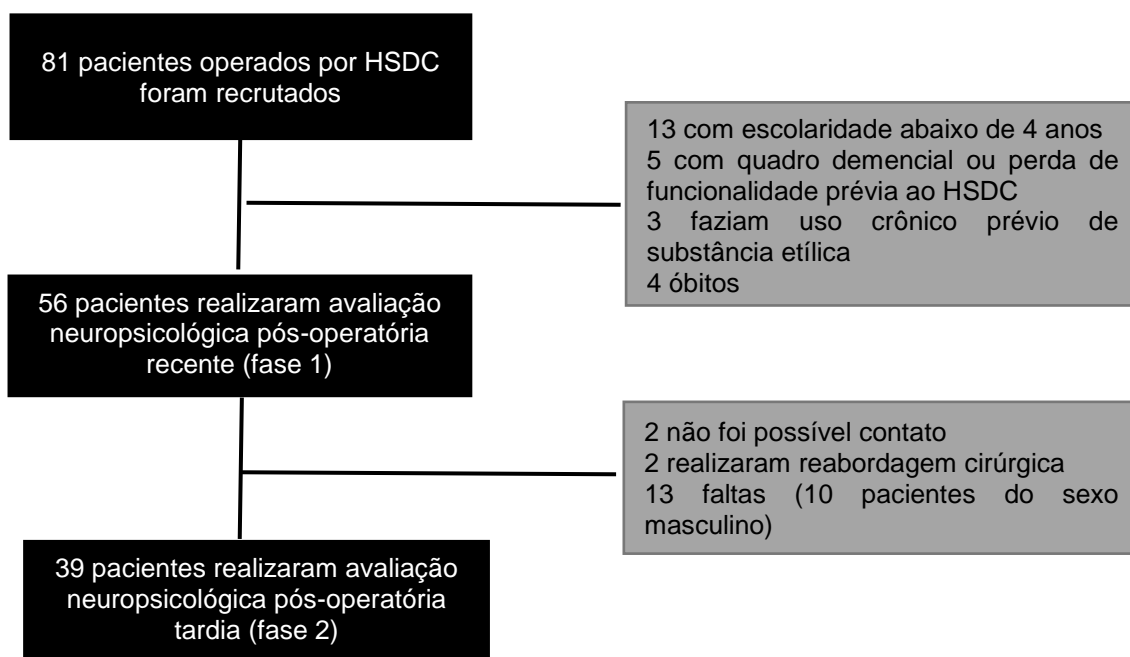 81 pacientes operados por HSDC
foram recrutados
13 com escolaridade abaixo de 4 anos
5 com quadro demencial ou perda de
funcionalidade prévia ao HSDC
3 faziam uso crônico prévio de
substância etílica
4 óbitos
56 pacientes realizaram avaliação
neuropsicológica pós-operatória
recente (fase 1)
2 não foi possível contato
2 realizaram reabordagem cirúrgica
13 faltas (10 pacientes do sexo
masculino)
39 pacientes realizaram avaliação
neuropsicológica pós-operatória
tardia (fase 2)